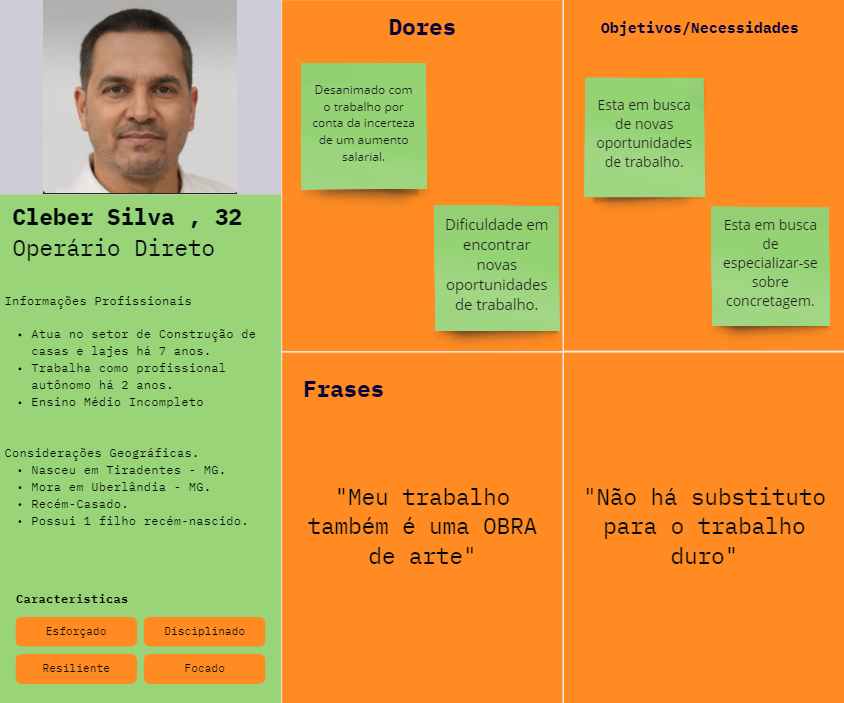 Cleber Silva , 32
Operário Direto
Informações Profissionais
• Atua no setor de Construção de
casas e lajes há 7 anos.
• Trabalha como profissional
autônomo há 2 anos.
• Ensino Médio Incompleto
Considerações Geográficas.
• Nasceu em Tiradentes - MG.
• Mora em Uberlândia - MG.
• Recém-Casado.
• Possui 1 filho recém-nascido.
Caracteristicas
Esforçado
Disciplinado
Resiliente
Focado
Dores
Desanimado com
o trabalho por
conta da incerteza
de um aumento
salarial.
Dificuldade em
encontrar
novas
oportunidades
de trabalho.
Objetivos/Necessidades
Esta em busca
de novas
oportunidades
de trabalho.
Esta em busca
de
especializar-se
sobre
concretagem.
Frases
"Meu trabalho
também é uma OBRA
de arte"
"Não há substituto
para o trabalho
duro"